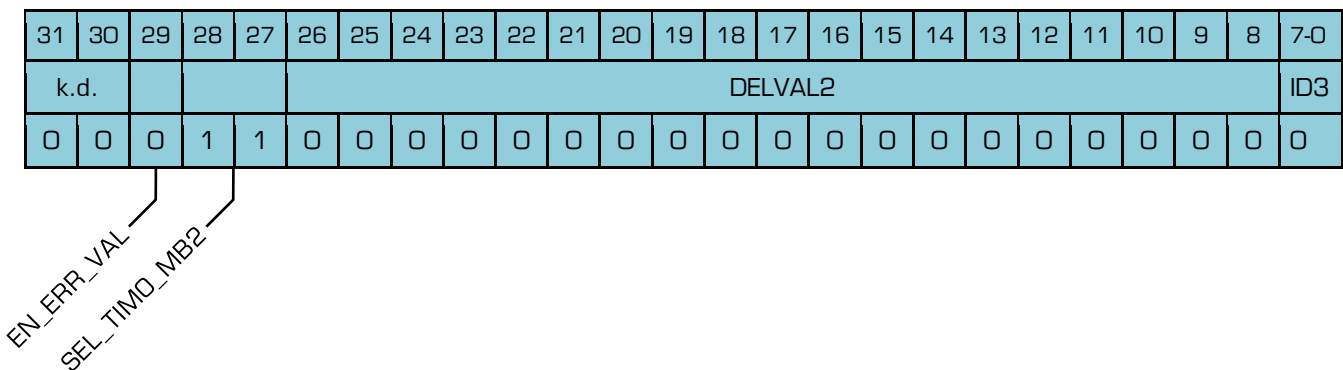 31 30 29 28 27 26 25 24 23 22 21 20 19 18 17 16 15 14 13 12 11 10 9 8 7-0
k.d. DELVAL2 ID3
0 0 0 1 1 0 0 0 0 0 0 0 0 0 0 0 0 0 0 0 0 0 0 0 0
EN_ERR_VAL
SEL_TIMO_MB2